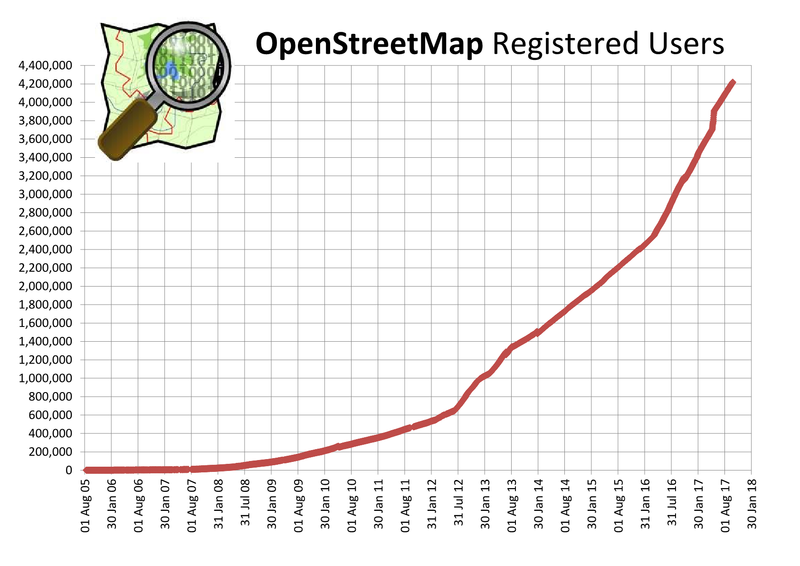 OpenStreetMap Registered Users
4,400,000
4,200,000
4,000,000
3,800,000
3,600,000
3,400,000
3,200,000
3,000,000
2,800,000
2,600,000
2,400,000
2,200,000
2,000,000
1,800,000
1,600,000
1,400,000
1,200,000
1,000,000
800,000
600,000
400,000
200,000
0
01 Aug 05
30 Jan 06
01 Aug 06
30 Jan 07
01 Aug 07
31 Jan 08
31 Jul 08
30 Jan 09
01 Aug 09
30 Jan 10
01 Aug 10
30 Jan 11
01 Aug 11
31 Jan 12
31 Jul 12
30 Jan 13
01 Aug 13
30 Jan 14
01 Aug 14
30 Jan 15
01 Aug 15
31 Jan 16
31 Jul 16
30 Jan 17
01 Aug 17
30 Jan 18